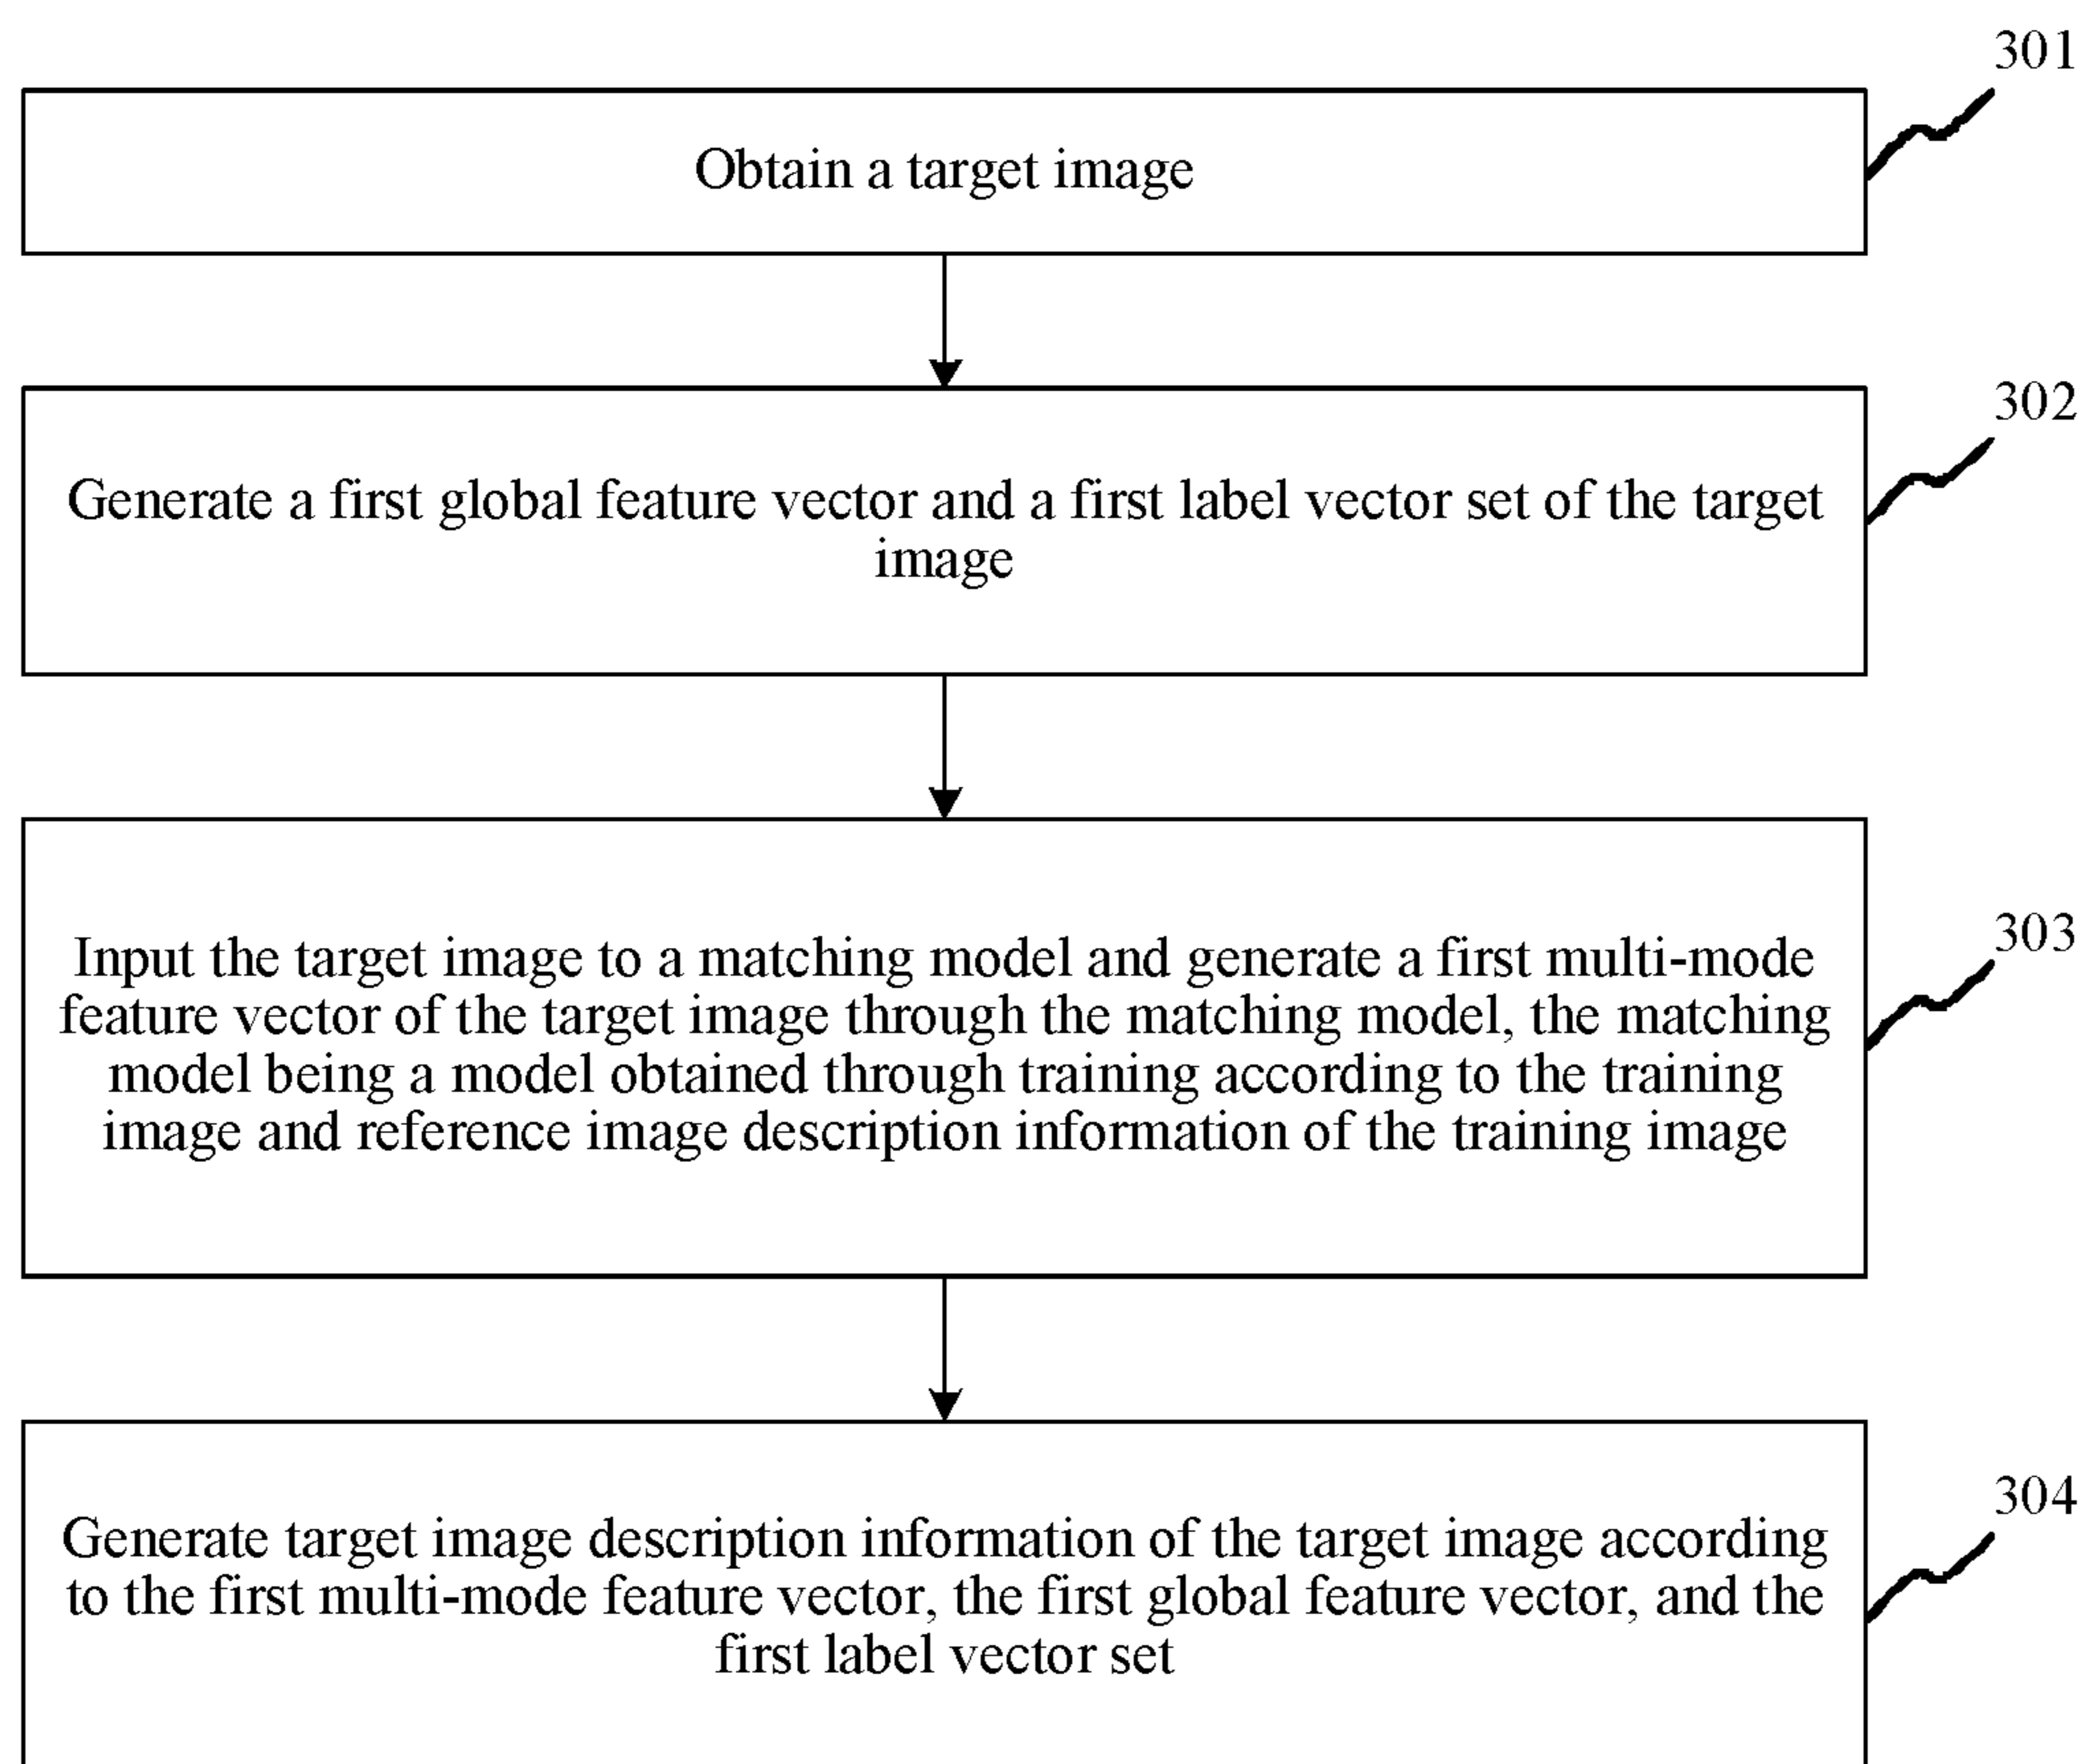 301
Obtain a target image
302
Generate a first global feature vector and a first label vector set of the target
image
303
Input the target image to a matching model and generate a first multi-mode
feature vector of the target image through the matching model, the matching
model being a model obtained through training according to the training
image and reference image description information of the training image
304
Generate target image description information of the target image according
to the first multi-mode feature vector, the first global feature vector, and the
first label vector set